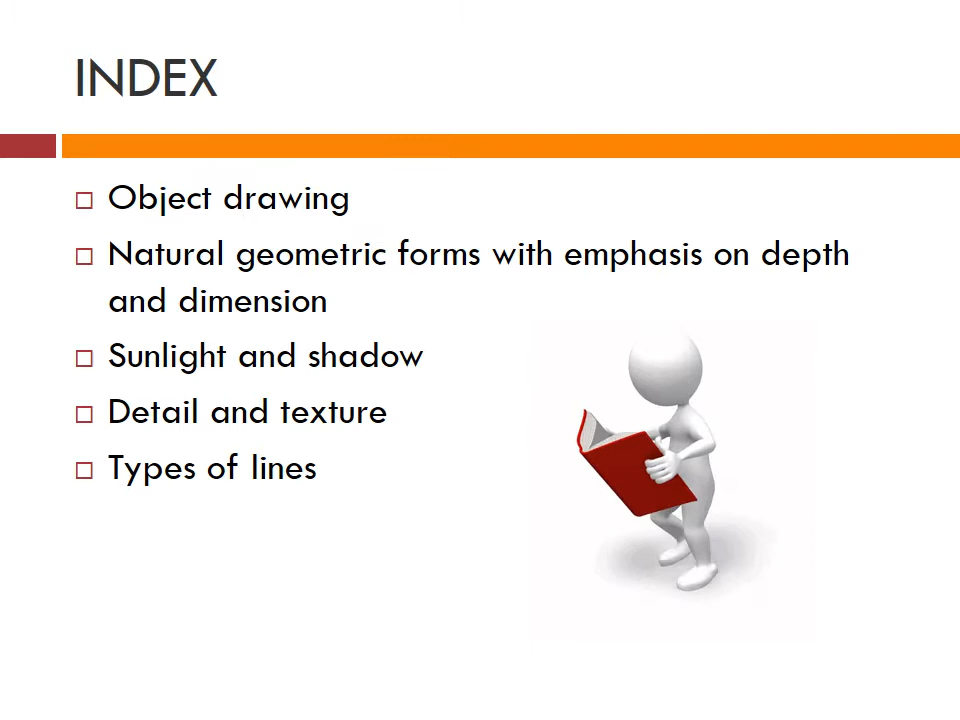 INDEX
Object drawing
Natural geometric forms with emphasis on depth
and dimension
Sunlight and shadow
Detail and texture
Types of lines